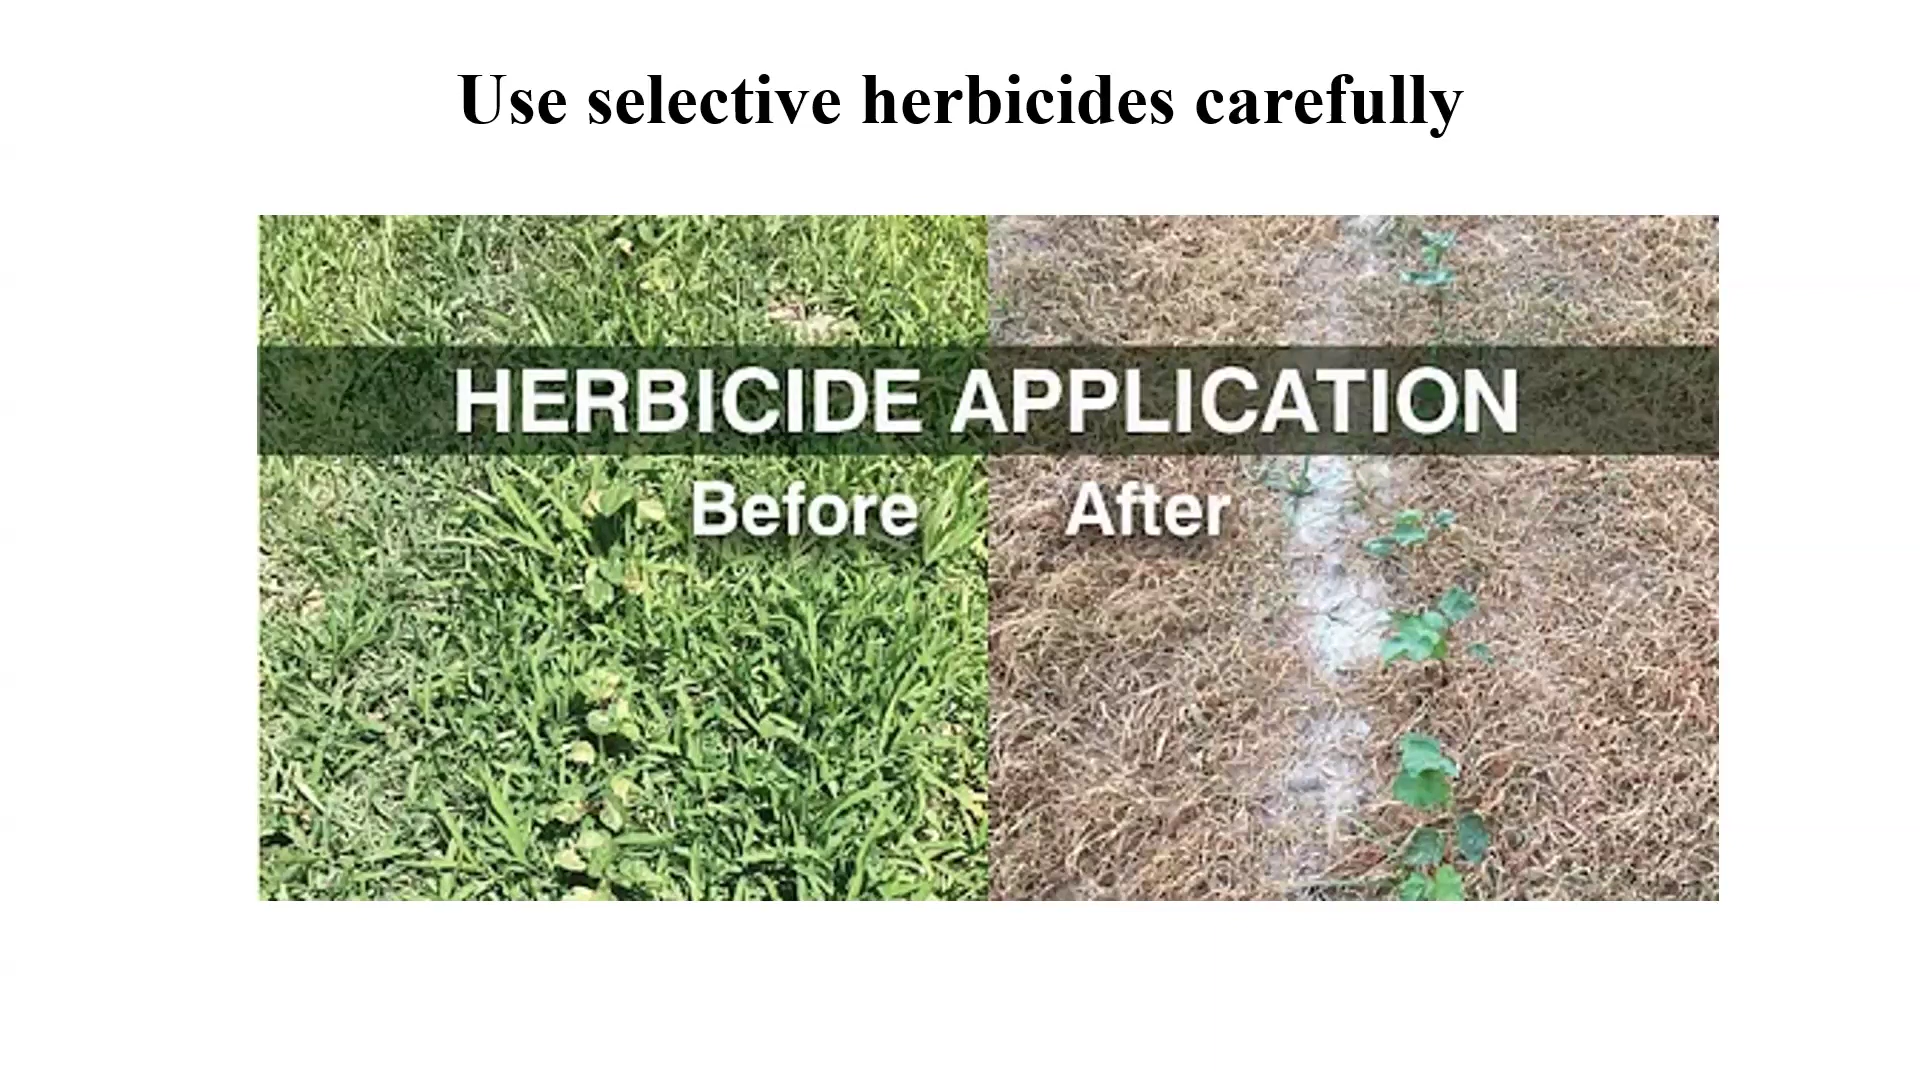 Use selective herbicides carefully
HERBICIDE APPLICATION
Before
After